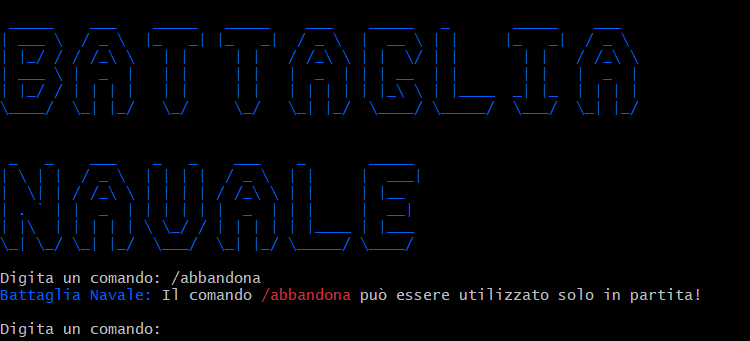 BATTAGLIA
NAVALE
Digita un comando: /abbandona
Battaglia Navale: Il comando /abbandona può essere utilizzato solo in partita!
Digita un comando: